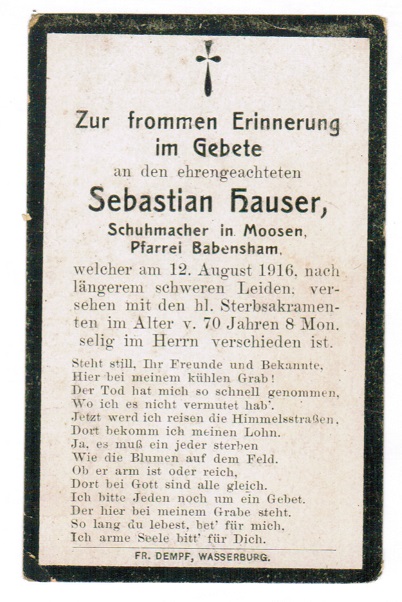 Zur frommen Erinnerung
im Gebete
an den ehrengeachteten
Sebastian Hauser,
Schuhmacher in Moosen,
Pfarrei Babensham,
welcher am 12. August 1916, nach
längerem schweren Leiden, ver-
sehen mit den hl. Sterbsakramen-
ten im Alter v. 70 Jahren 8 Mon.
selig im Herrn verschieden ist.
Steht still, Ihr Freunde und Bekannte,
Hier bei meinem kühlen Grab!
Der Tod hat mich so schnell genommen,
Wo ich es nicht vermutet hab'.
Jetzt werd ich reisen die Himmelsstraßen,
Dort bekomm ich meinen Lohn.
Ja, es muß ein jeder sterben
Wie die Blumen auf dem Feld.
Ob er arm ist oder reich,
Dort bei Gott sind alle gleich.
Ich bitte Jeden noch um ein Gebet.
Der hier bei meinem Grabe steht.
So lang du lebest, bet' für mich,
Ich arme Seele bitt' für Dich.
FR. DEMPF, WASSERBURG.